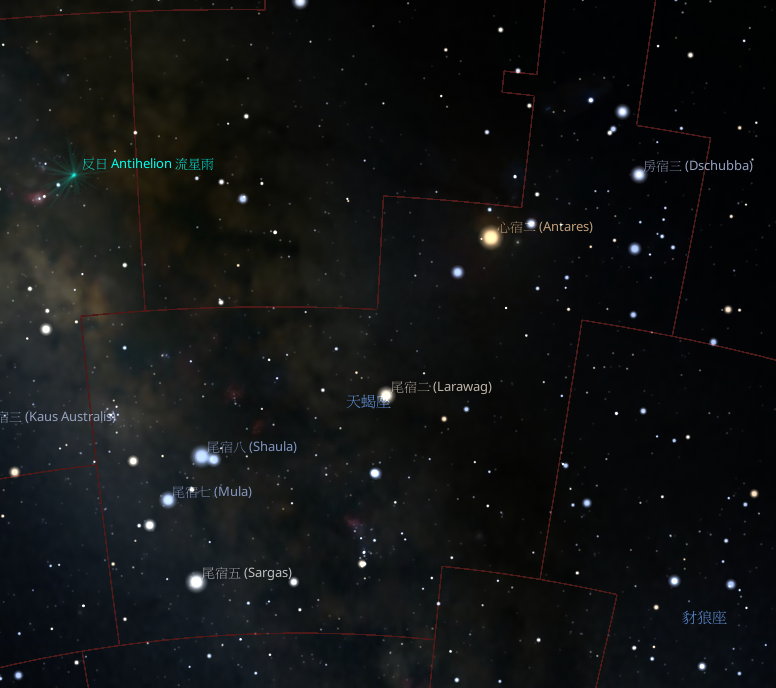 反日 Antihelion 流星雨
房宿三 (Dschubba)
心宿二 (Antares)
尾宿二 (Larawag)
天蝎座
宿三 (Kaus Australis)
尾宿八 (Shaula)
尾宿七 (Mula)
尾宿五 (Sargas)
豺狼座